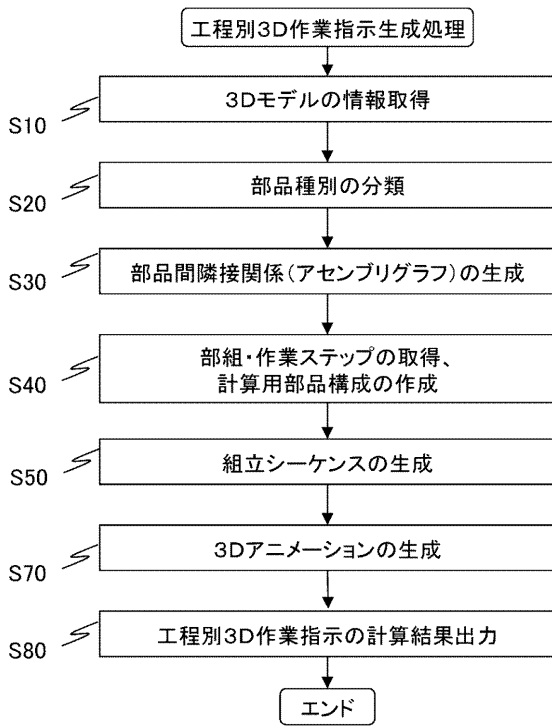 工程別3D作業指示生成処理
S10
3Dモデルの情報取得
S20
部品種別の分類
S30
部品間隣接関係(アセンブリグラフ)の生成
S40
部組・作業ステップの取得、
計算用部品構成の作成
S50
組立シーケンスの生成
S70
3Dアニメーションの生成
S80
工程別3D作業指示の計算結果出力
エンド